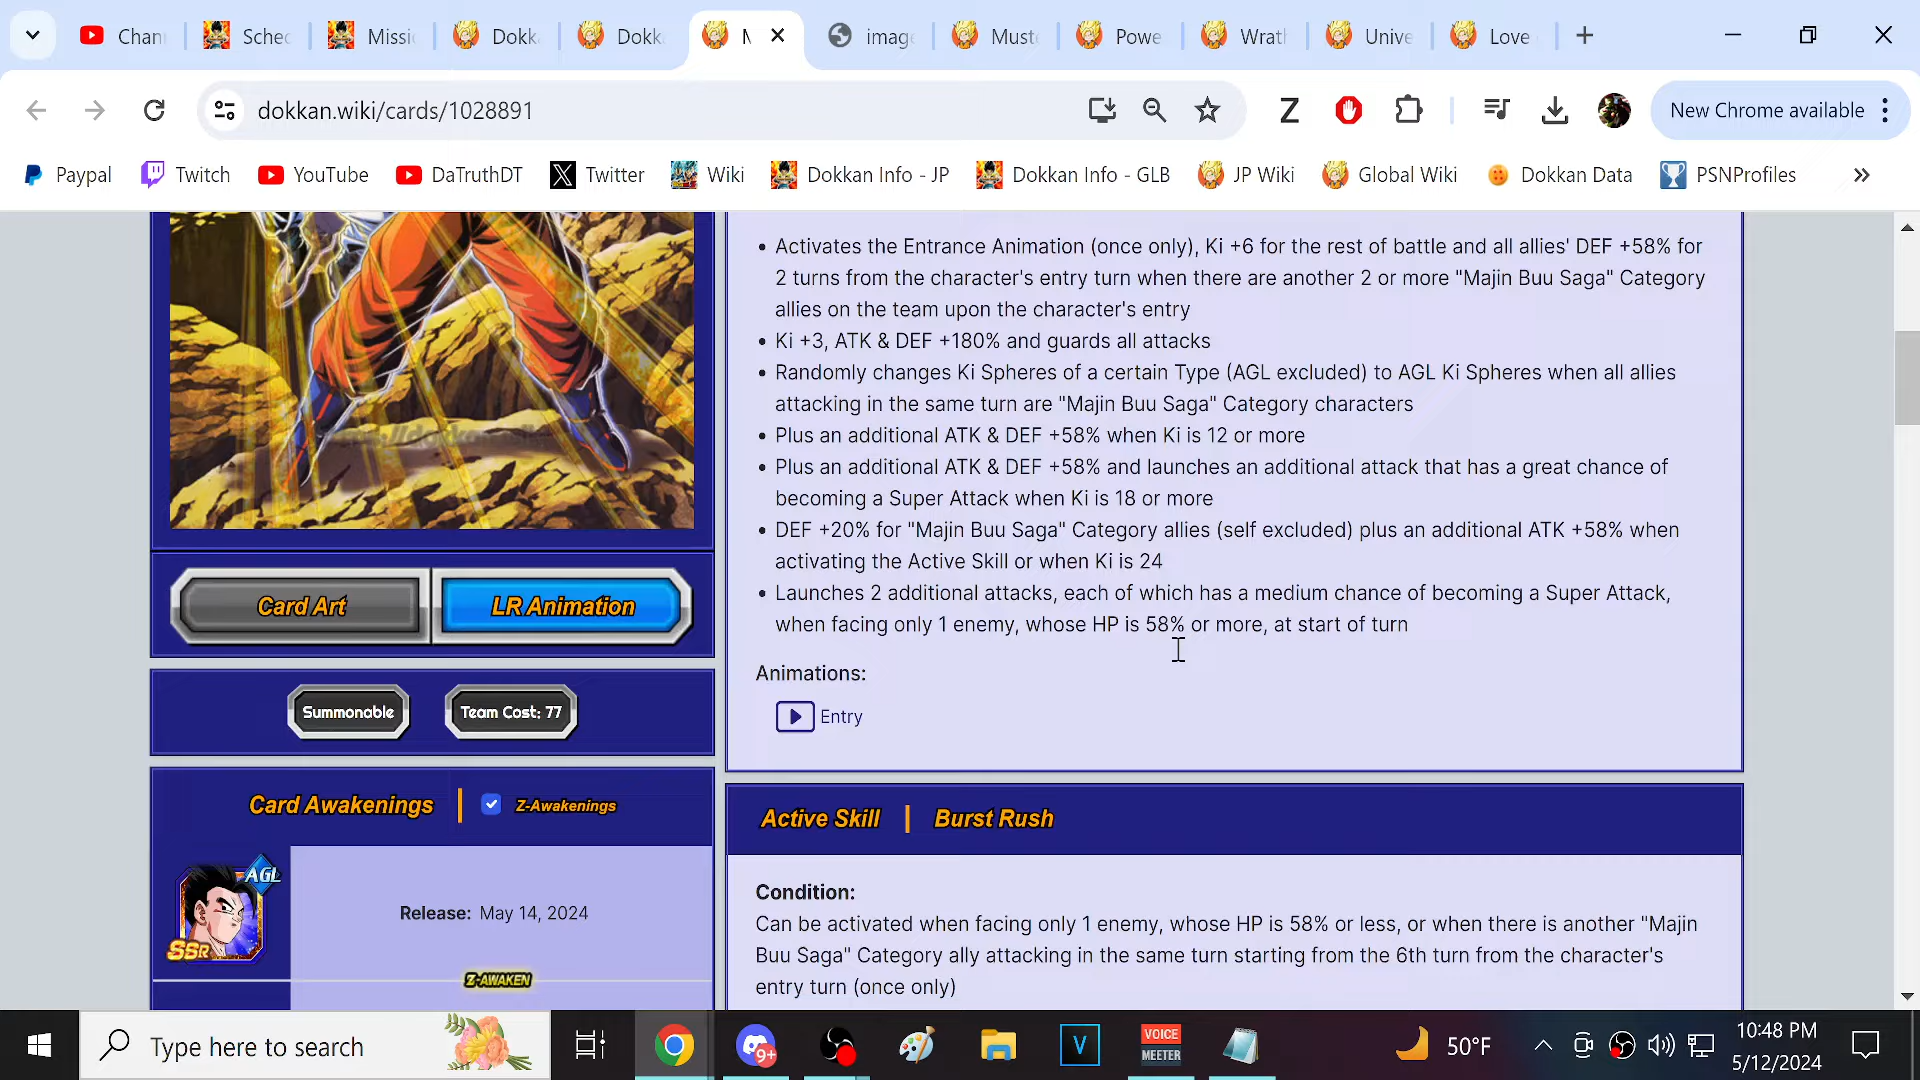 Chan
Sched
Missi
Dokk
Dokk
M
imag
Muste
Powe
Wrath
Unive
Love
dokkan.wiki/cards/1028891
Z
New Chrome available
Paypal
Twitch
YouTube
DaTruthDT
Twitter
Wiki
Dokkan Info - JP
Dokkan Info - GLB
JP Wiki
Global Wiki
Dokkan Data
PSNProfiles
• Activates the Entrance Animation (once only), Ki +6 for the rest of battle and all allies' DEF +58% for
2 turns from the character's entry turn when there are another 2 or more "Majin Buu Saga" Category
allies on the team upon the character's entry
• Ki +3, ATK & DEF +180% and guards all attacks
• Randomly changes Ki Spheres of a certain Type (AGL excluded) to AGL Ki Spheres when all allies
attacking in the same turn are "Majin Buu Saga" Category characters
• Plus an additional ATK & DEF +58% when Ki is 12 or more
• Plus an additional ATK & DEF +58% and launches an additional attack that has a great chance of
becoming a Super Attack when Ki is 18 or more
• DEF +20% for "Majin Buu Saga" Category allies (self excluded) plus an additional ATK +58% when
activating the Active Skill or when Ki is 24
• Launches 2 additional attacks, each of which has a medium chance of becoming a Super Attack,
when facing only 1 enemy, whose HP is 58% or more, at start of turn
Animations:
Entry
Card Art
LR Animation
Summonable
Team Cost: 77
Card Awakenings
Z-Awakenings
AGL
SSR
Release: May 14, 2024
Z-AWAKEN
Active Skill | Burst Rush
Condition:
Can be activated when facing only 1 enemy, whose HP is 58% or less, or when there is another "Majin
Buu Saga" Category ally attacking in the same turn starting from the 6th turn from the character's
entry turn (once only)
Type here to search
9+
V
VOICE
MEETER
50°F
10:48 PM
5/12/2024